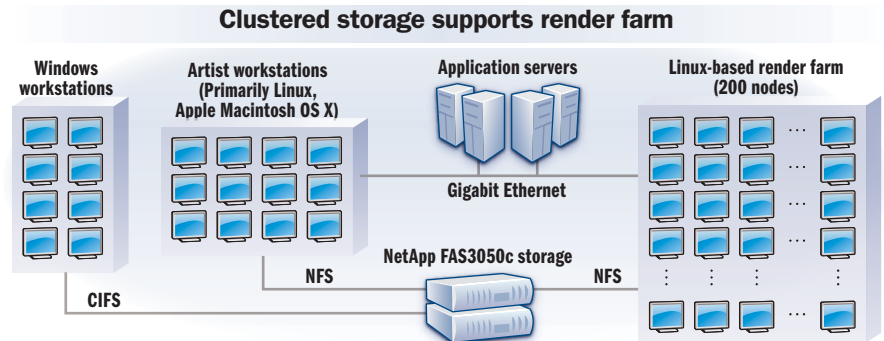 Clustered storage supports render farm
Windows
workstations
Artist workstations
(Primarily Linux,
Apple Macintosh OS X)
Application servers
Linux-based render farm
(200 nodes)
Gigabit Ethernet
NetApp FAS3050c storage
NFS
NFS
CIFS